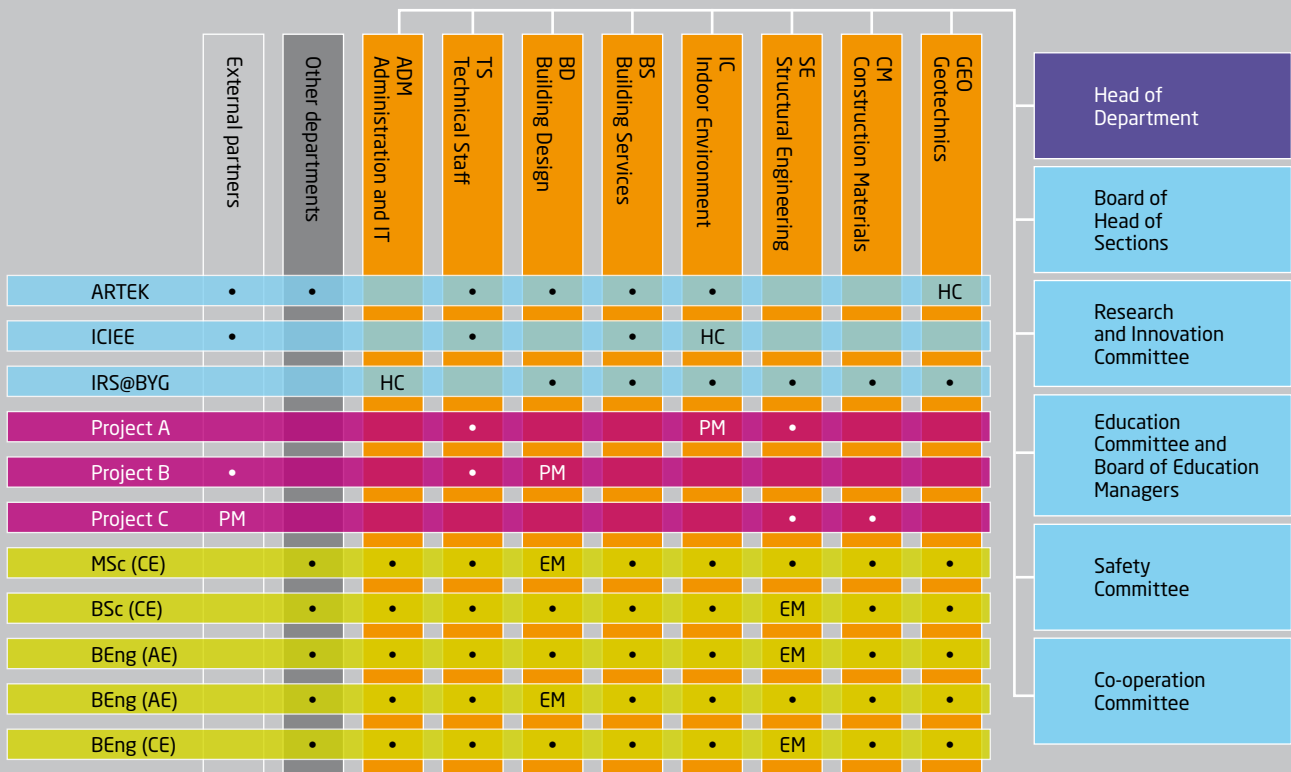 External partners
Other departments
ADM
Administration and IT
TS
Technical Staff
BD
Building Design
BS
Building Services
IC
Indoor Environment
SE
Structural Engineering
CM
Construction Materials
GEO
Geotechnics
Head of
Department
Board of
Head of
Sections
Research
and Innovation
Committee
Education
Committee and
Board of Education
Managers
Safety
Committee
Co-operation
Committee
ARTEK • • • • • • HC
ICIEE • • • HC
IRS@BYG HC • • • • • •
Project A • PM •
Project B • • PM
Project C PM • •
MSc (CE) • • • EM • • • • •
BSc (CE) • • • • • • EM • •
BEng (AE) • • • • • • EM • •
BEng (AE) • • • EM • • • • •
BEng (CE) • • • • • • EM • •